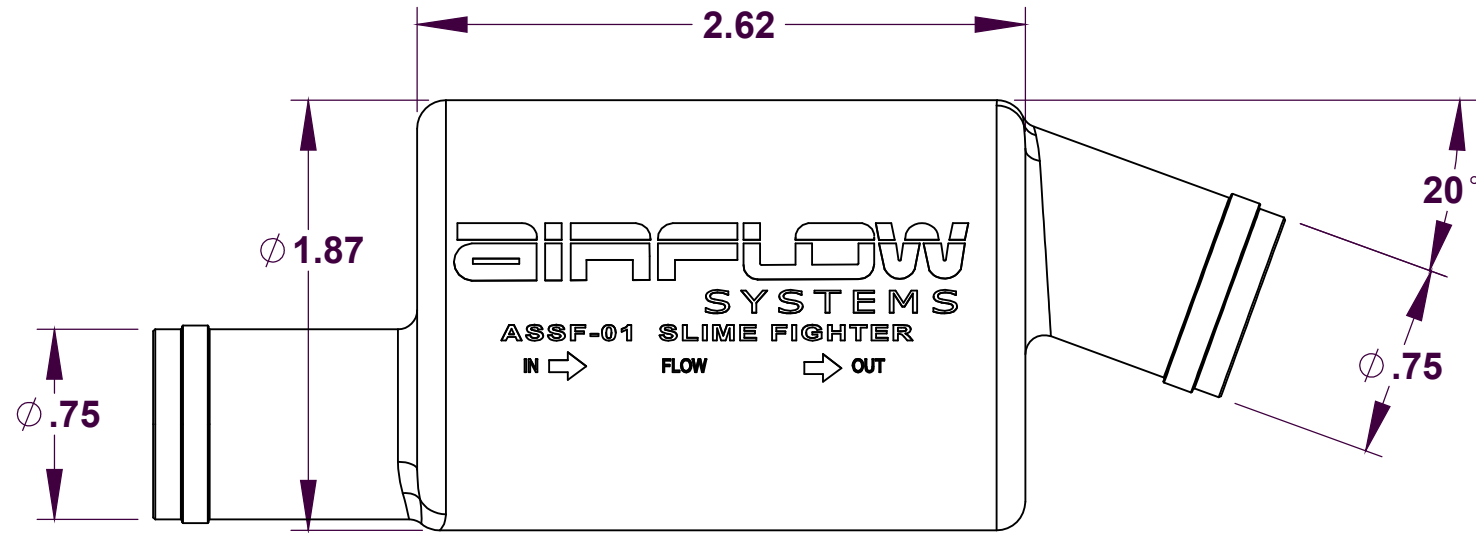 2.62
20°
⌀ 1.87
AIRFLOW
SYSTEMS
ASSF-01 SLIME FIGHTER
IN FLOW OUT
⌀ .75
⌀ .75